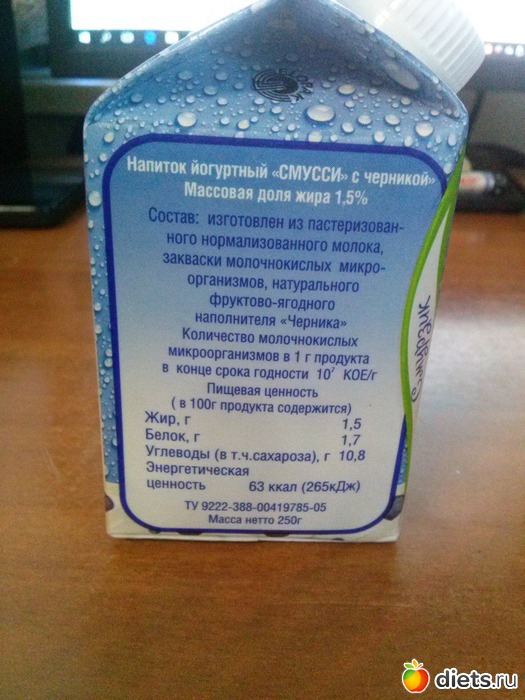 Напиток йогуртный «СМУССИ» с черникой»
Массовая доля жира 1,5%
Состав: изготовлен из пастеризован-
ного нормализованного молока,
закваски молочнокислых микро-
организмов, натурального
фруктово-ягодного
наполнителя «Черника»
Количество молочнокислых
микроорганизмов в 1 г продукта
в конце срока годности 10⁷ КОЕ/г
Пищевая ценность
( в 100г продукта содержится)
Жир, г 1,5
Белок, г 1,7
Углеводы (в т.ч.сахароза), г 10,8
Энергетическая
ценность 63 ккал (265кДж)
ТУ 9222-388-00419785-05
Масса нетто 250г
diets.ru